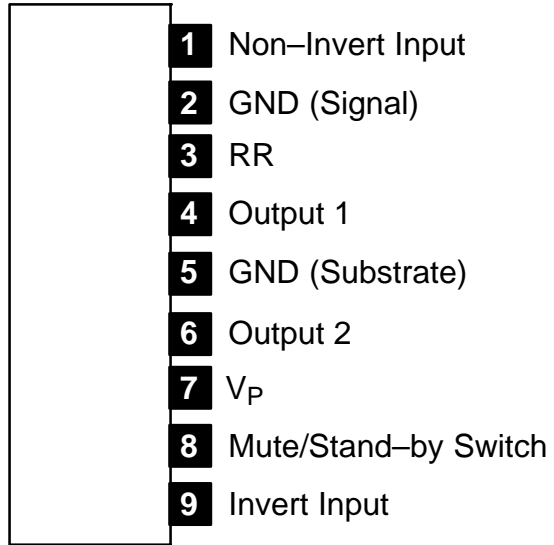 1 Non–Invert Input
2 GND (Signal)
3 RR
4 Output 1
5 GND (Substrate)
6 Output 2
7 VP
8 Mute/Stand–by Switch
9 Invert Input